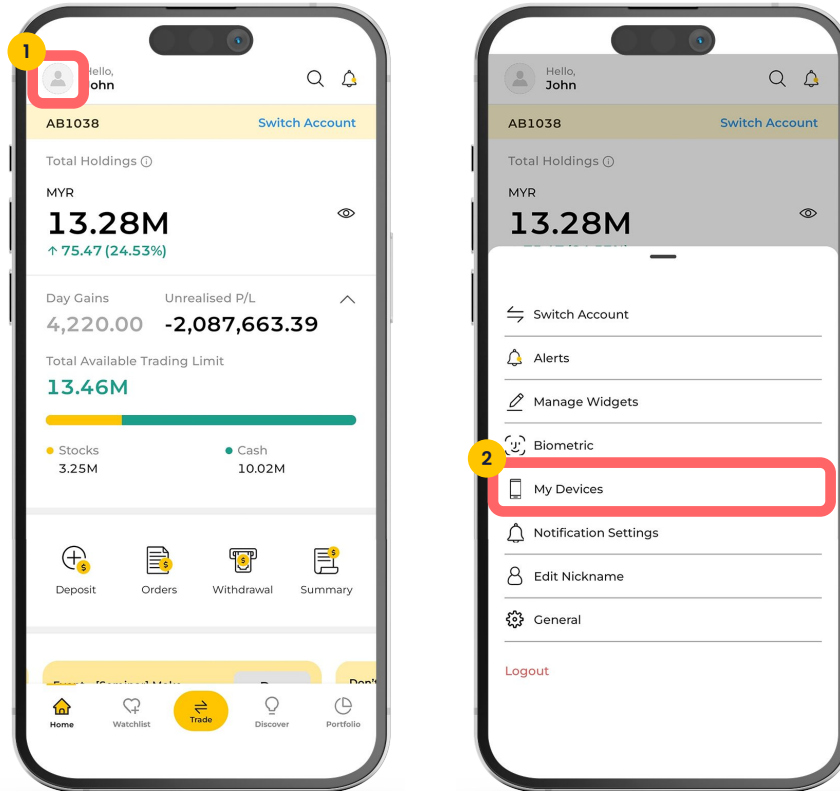 1
Hello,
John
AB1038
Switch Account
Total Holdings
MYR
13.28M
↑ 75.47 (24.53%)
Day Gains
Unrealised P/L
4,220.00
-2,087,663.39
Total Available Trading Limit
13.46M
Stocks
3.25M
Cash
10.02M
Deposit
Orders
Withdrawal
Summary
Home
Watchlist
Trade
Discover
Portfolio
Hello,
John
AB1038
Switch Account
Total Holdings
MYR
13.28M
Switch Account
Alerts
Manage Widgets
Biometric
2
My Devices
Notification Settings
Edit Nickname
General
Logout